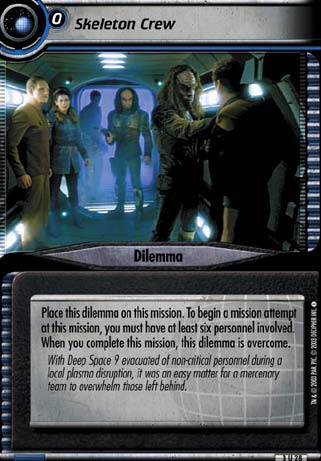 0
Skeleton Crew
Dilemma
Place this dilemma on this mission. To begin a mission attempt
at this mission, you must have at least six personnel involved.
When you complete this mission, this dilemma is overcome.
With Deep Space 9 evacuated of non-critical personnel during a
local plasma disruption, it was an easy matter for a mercenary
team to overwhelm those left behind.
TM & © 2003 PAR. PIC. © 2003 DECIPHER INC.
3 U 28